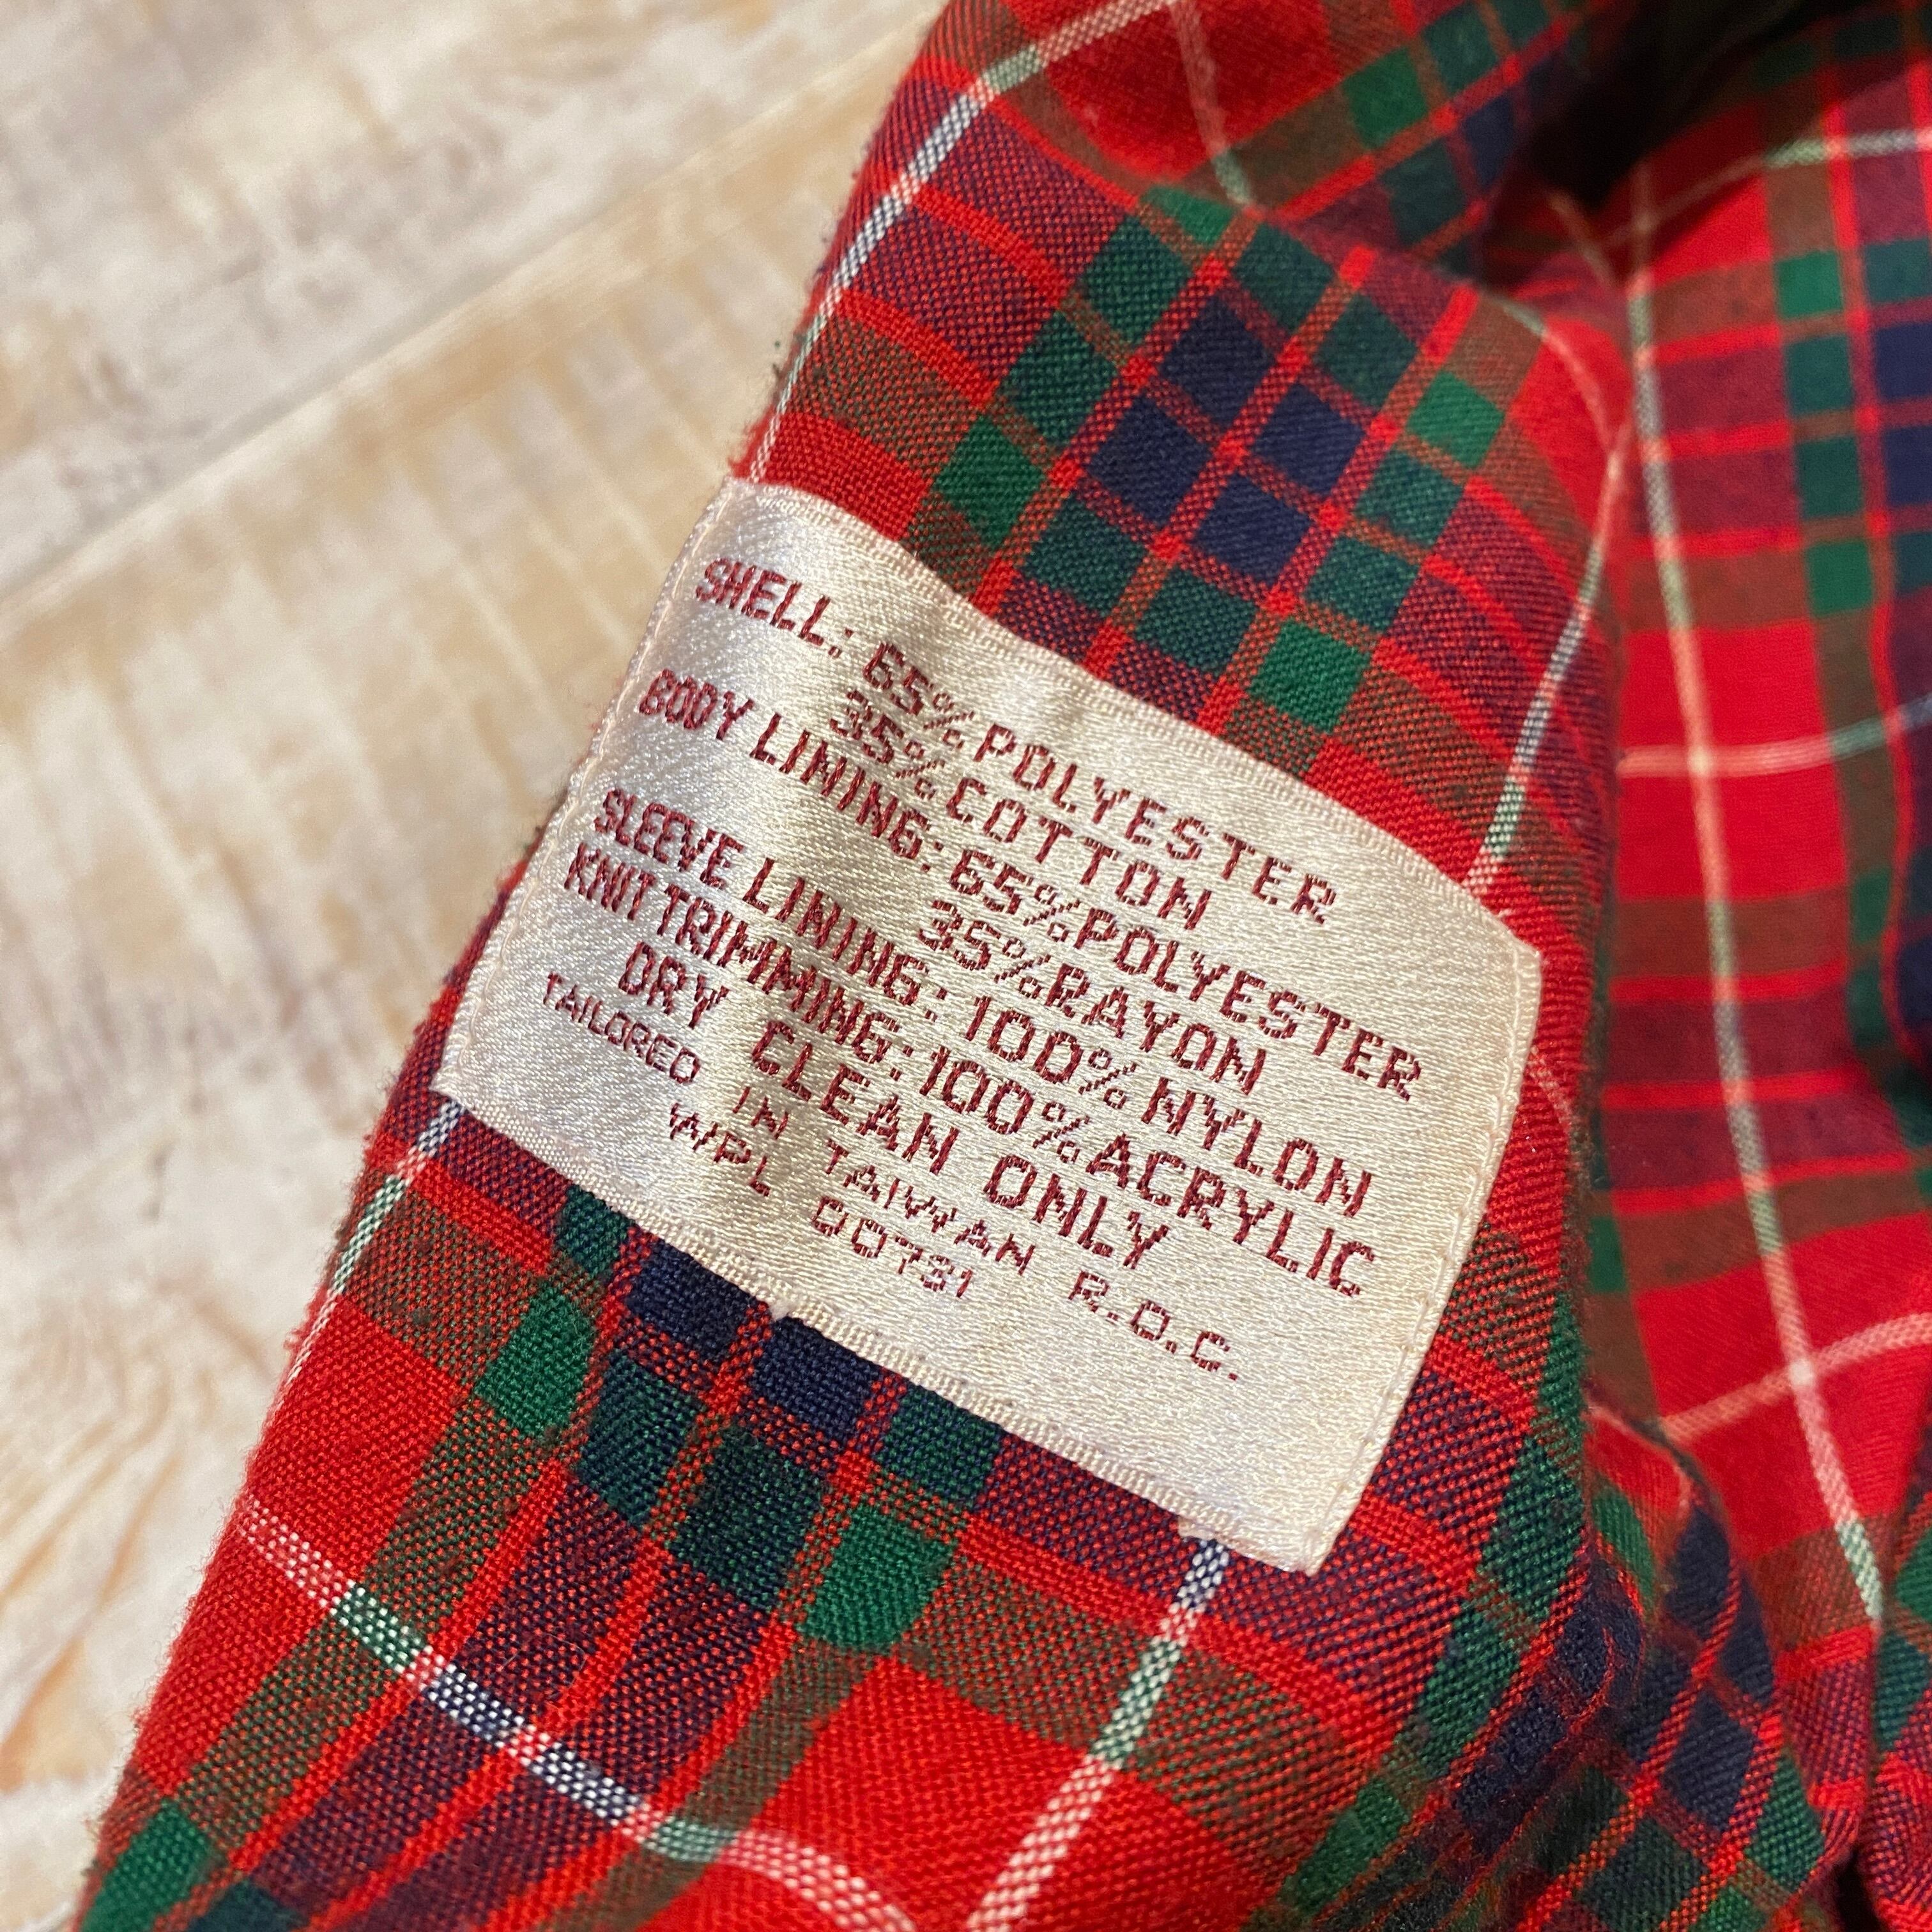 SHELL: 65% POLYESTER
35% COTTON
BODY LINING: 65% POLYESTER
35% RAYON
SLEEVE LINING: 100% NYLON
KNIT TRIMMING: 100% ACRYLIC
DRY CLEAN ONLY
TAILORED IN TAIWAN R.O.C.
WPL 00731